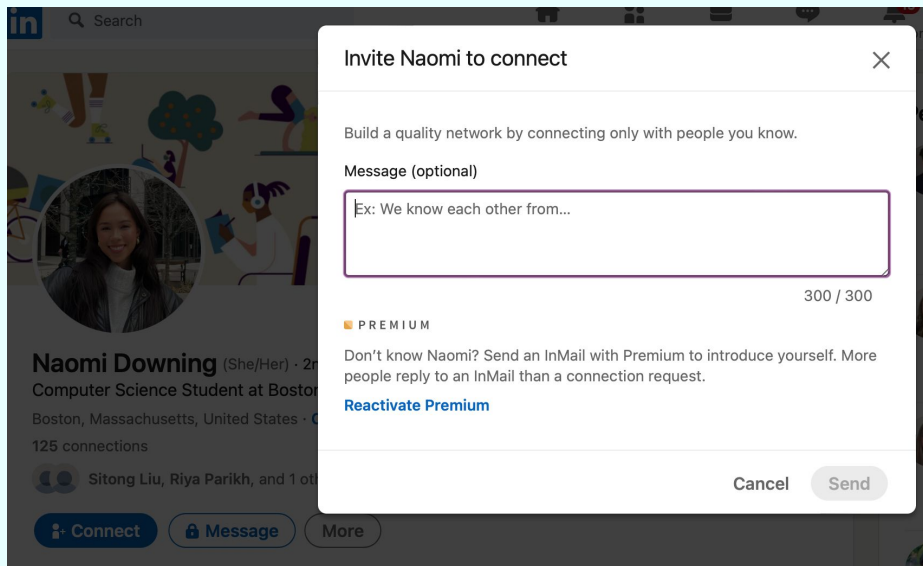 in
Search
Invite Naomi to connect
Build a quality network by connecting only with people you know.
Message (optional)
Ex: We know each other from...
300 / 300
PREMIUM
Don't know Naomi? Send an InMail with Premium to introduce yourself. More
people reply to an InMail than a connection request.
Reactivate Premium
Cancel
Send
Naomi Downing (She/Her) · 2
Computer Science Student at Boston
Boston, Massachusetts, United States ·
125 connections
Sitong Liu, Riya Parikh, and 1
Connect
Message
More